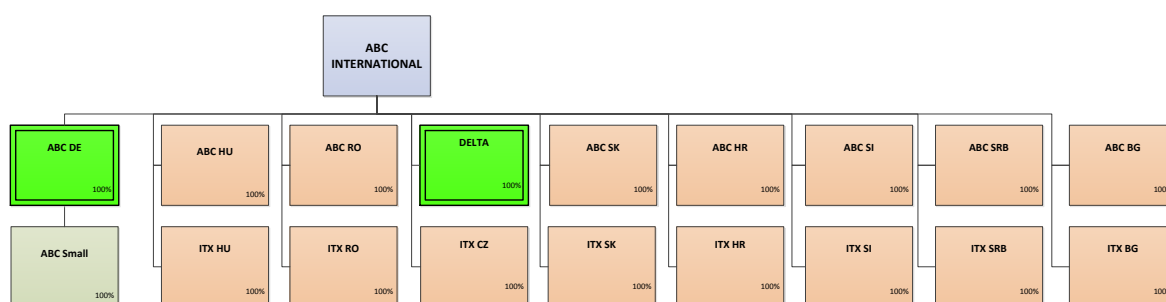 ABC
INTERNATIONAL
ABC DE
100%
ABC HU
100%
ABC RO
100%
DELTA
100%
ABC SK
100%
ABC HR
100%
ABC SI
100%
ABC SRB
100%
ABC BG
100%
ABC Small
100%
ITX HU
100%
ITX RO
100%
ITX CZ
100%
ITX SK
100%
ITX HR
100%
ITX SI
100%
ITX SRB
100%
ITX BG
100%